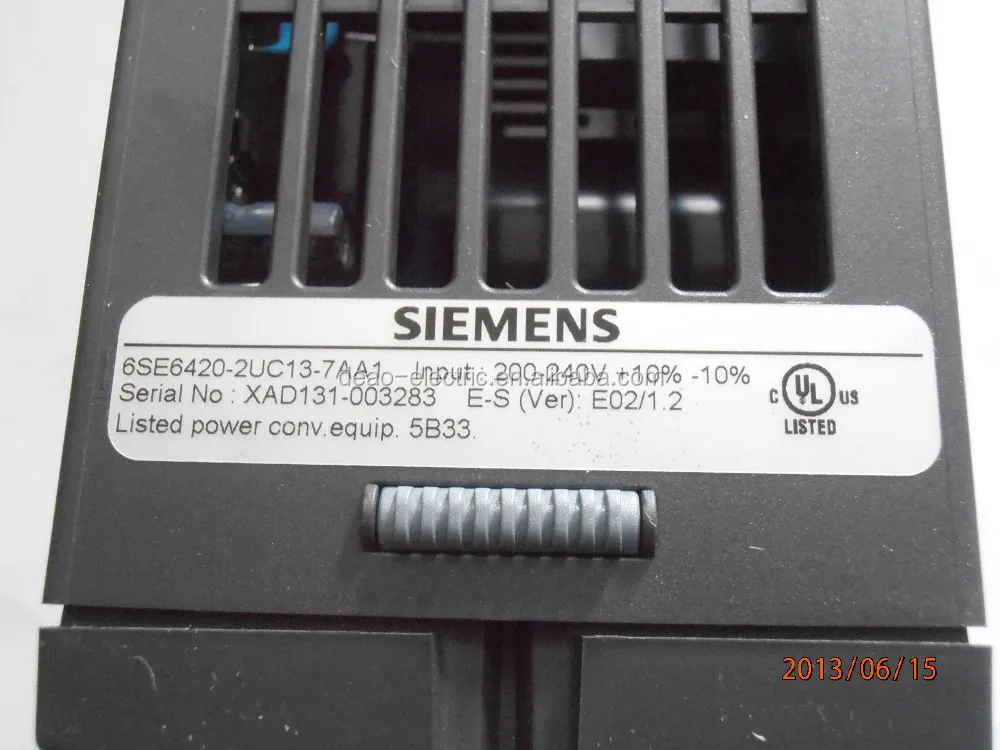 SIEMENS
6SE6420-2UC13-7AA1 Input : 200-240V +10% -10%
deao-electric.en.alibaba.com
Serial No : XAD131-003283 E-S (Ver): E02/1.2
Listed power conv.equip. 5B33.
C UL US
LISTED
2013/06/15